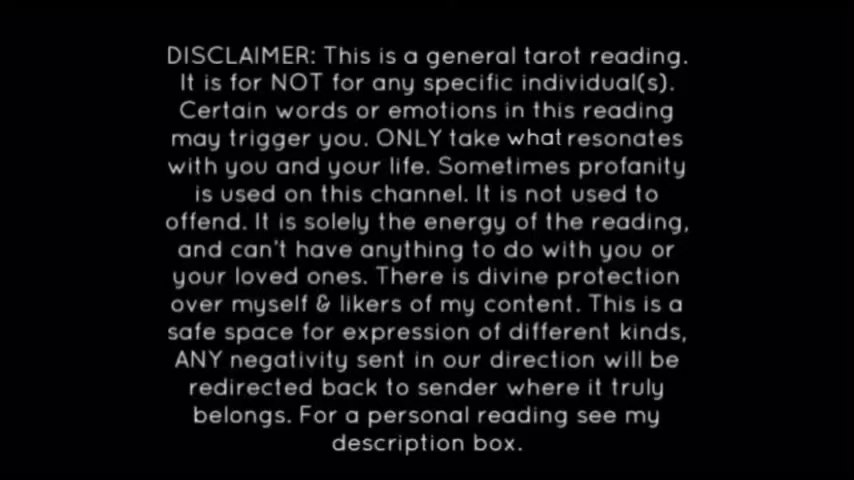 DISCLAIMER: This is a general tarot reading.
It is for NOT for any specific individual(s).
Certain words or emotions in this reading
may trigger you. ONLY take what resonates
with you and your life. Sometimes profanity
is used on this channel. It is not used to
offend. It is solely the energy of the reading,
and can't have anything to do with you or
your loved ones. There is divine protection
over myself & likers of my content. This is a
safe space for expression of different kinds,
ANY negativity sent in our direction will be
redirected back to sender where it truly
belongs. For a personal reading see my
description box.